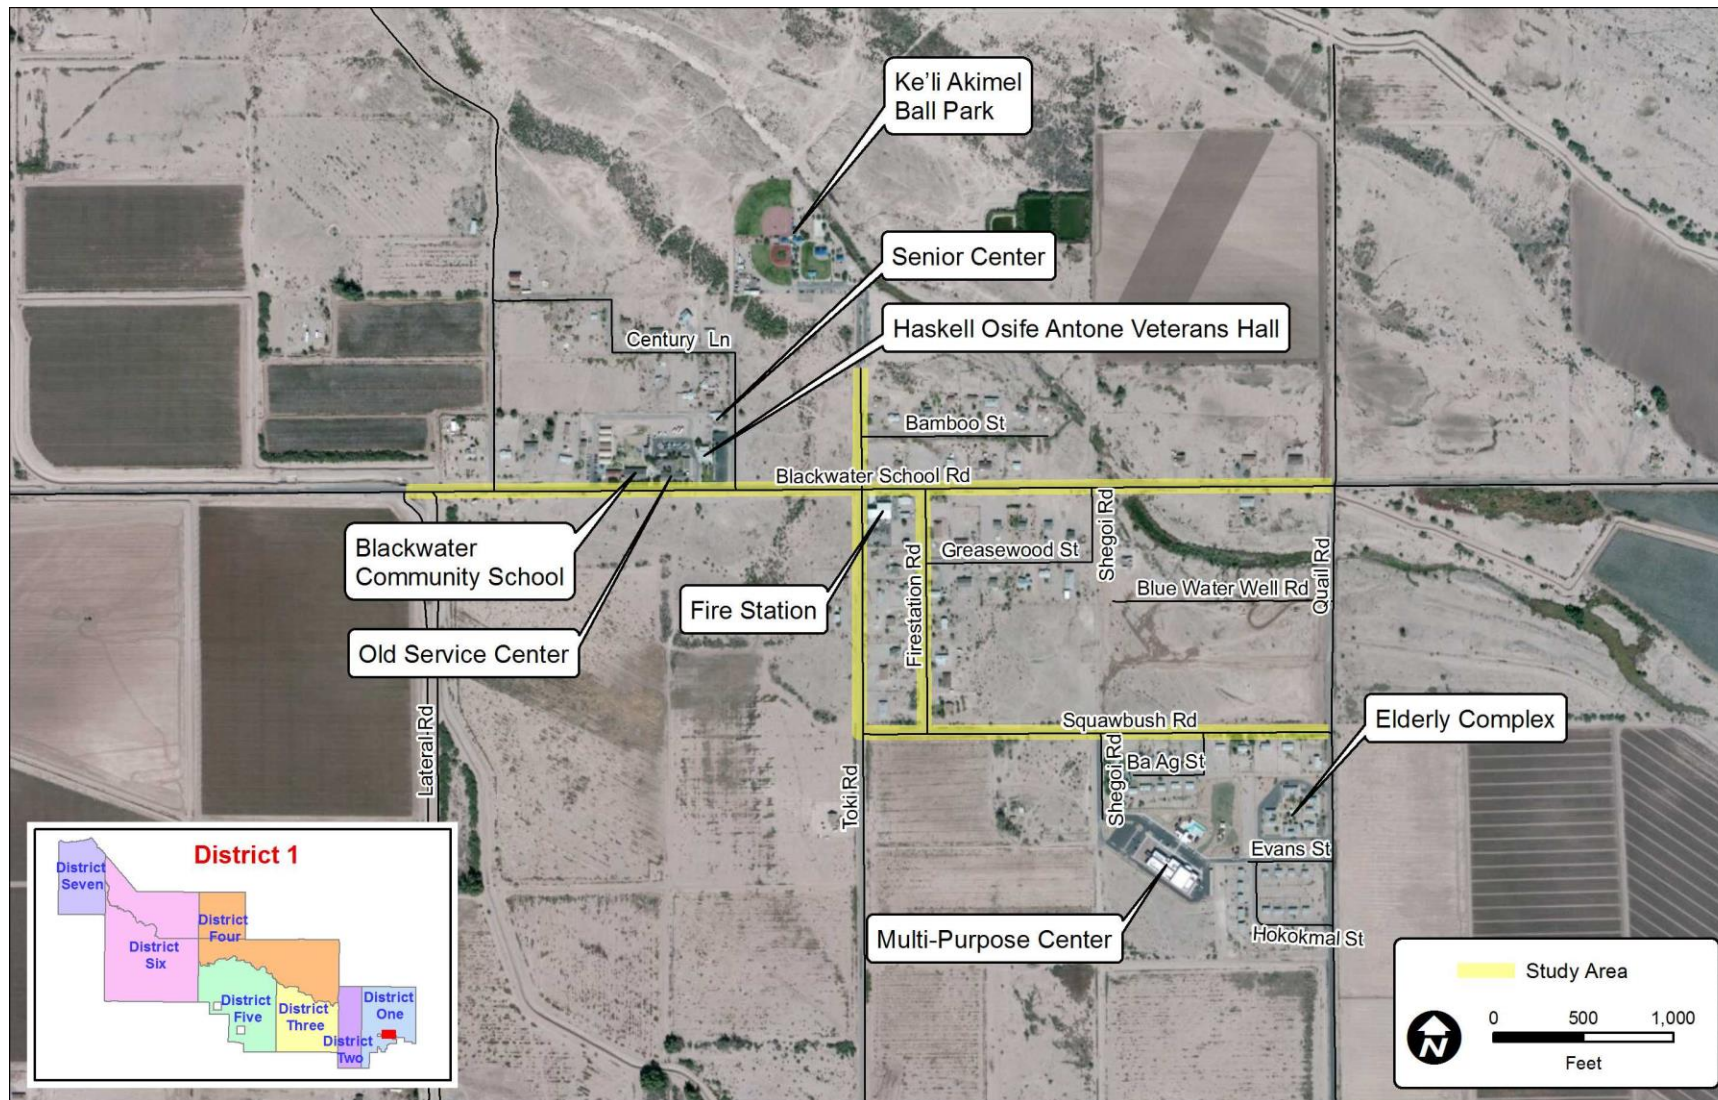 Ke'li Akimel
Ball Park
Senior Center
Haskell Osife Antone Veterans Hall
Century Ln
Bamboo St
Blackwater School Rd
Blackwater
Community School
Old Service Center
Fire Station
Firestation Rd
Greasewood St
Shegoi Rd
Blue Water Well Rd
Quail Rd
Squawbush Rd
Elderly Complex
Lateral Rd
Toki Rd
Shegoi Rd
Ba Ag St
Evans St
Hokokmal St
Multi-Purpose Center
District 1
District
Seven
District
Four
District
Six
District
Five
District
Three
District
Two
District
One
Study Area
0 500 1,000
Feet
N